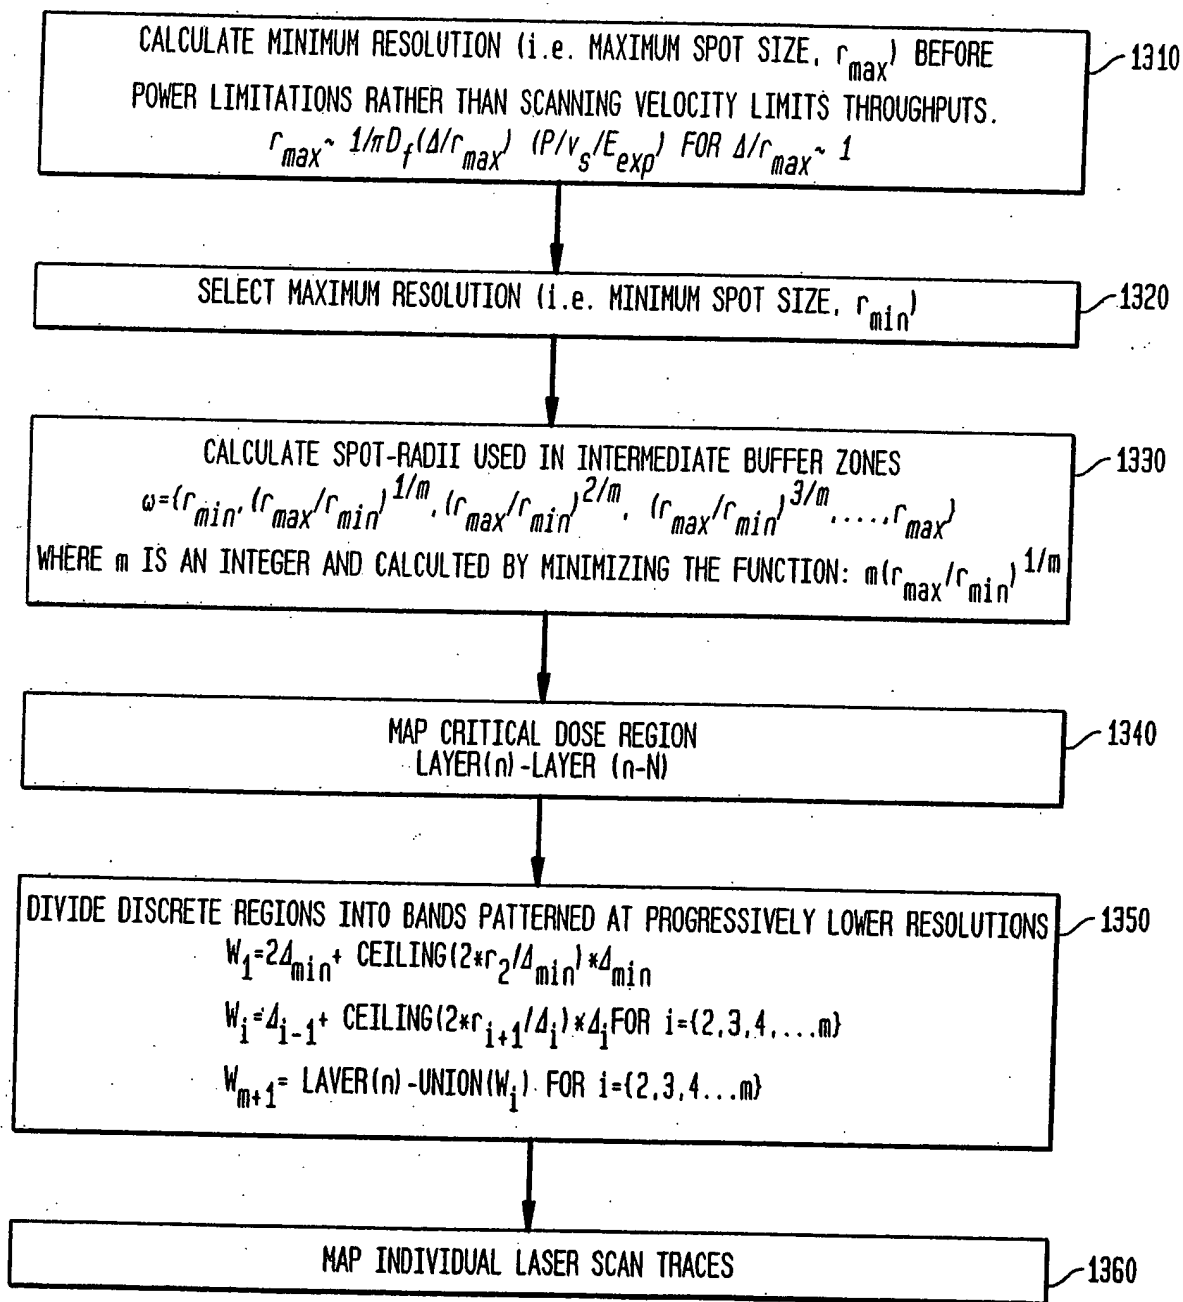 CALCULATE MINIMUM RESOLUTION (i.e. MAXIMUM SPOT SIZE, r_max) BEFORE
1310
POWER LIMITATIONS RATHER THAN SCANNING VELOCITY LIMITS THROUGHPUTS.
r_max ~ 1/πD_f(Δ/r_max) (P/v_s/E_exp) FOR Δ/r_max ~ 1
SELECT MAXIMUM RESOLUTION (i.e. MINIMUM SPOT SIZE, r_min)
1320
CALCULATE SPOT-RADII USED IN INTERMEDIATE BUFFER ZONES
1330
ω={r_min, (r_max/r_min)^1/m, (r_max/r_min)^2/m, (r_max/r_min)^3/m,....,r_max}
WHERE m IS AN INTEGER AND CALCULTED BY MINIMIZING THE FUNCTION: m(r_max/r_min)^1/m
MAP CRITICAL DOSE REGION
1340
LAYER(n)-LAYER (n-N)
DIVIDE DISCRETE REGIONS INTO BANDS PATTERNED AT PROGRESSIVELY LOWER RESOLUTIONS
1350
W_1=2Δ_min+ CEILING(2*r_2/Δ_min)*Δ_min
W_i=Δ_i-1+ CEILING(2*r_i+1/Δ_i)*Δ_i FOR i={2,3,4,...m}
W_m+1= LAVER(n)-UNION(W_i) FOR i={2,3,4...m}
MAP INDIVIDUAL LASER SCAN TRACES
1360